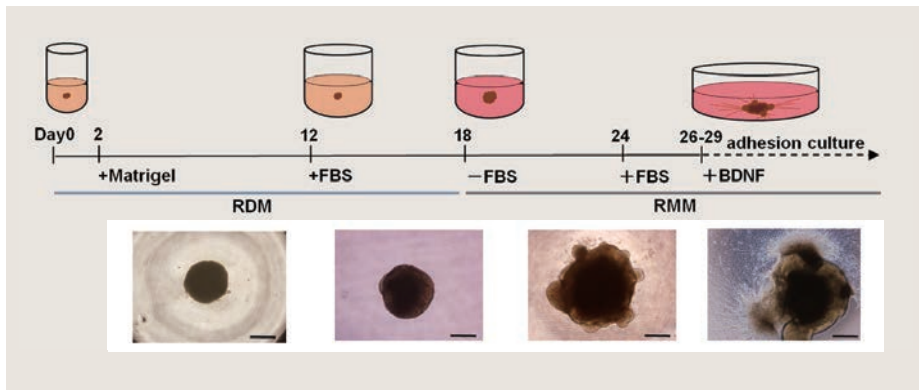 Day0 2 12 18 24 26-29 adhesion culture
+Matrigel +FBS −FBS +FBS +BDNF
RDM RMM